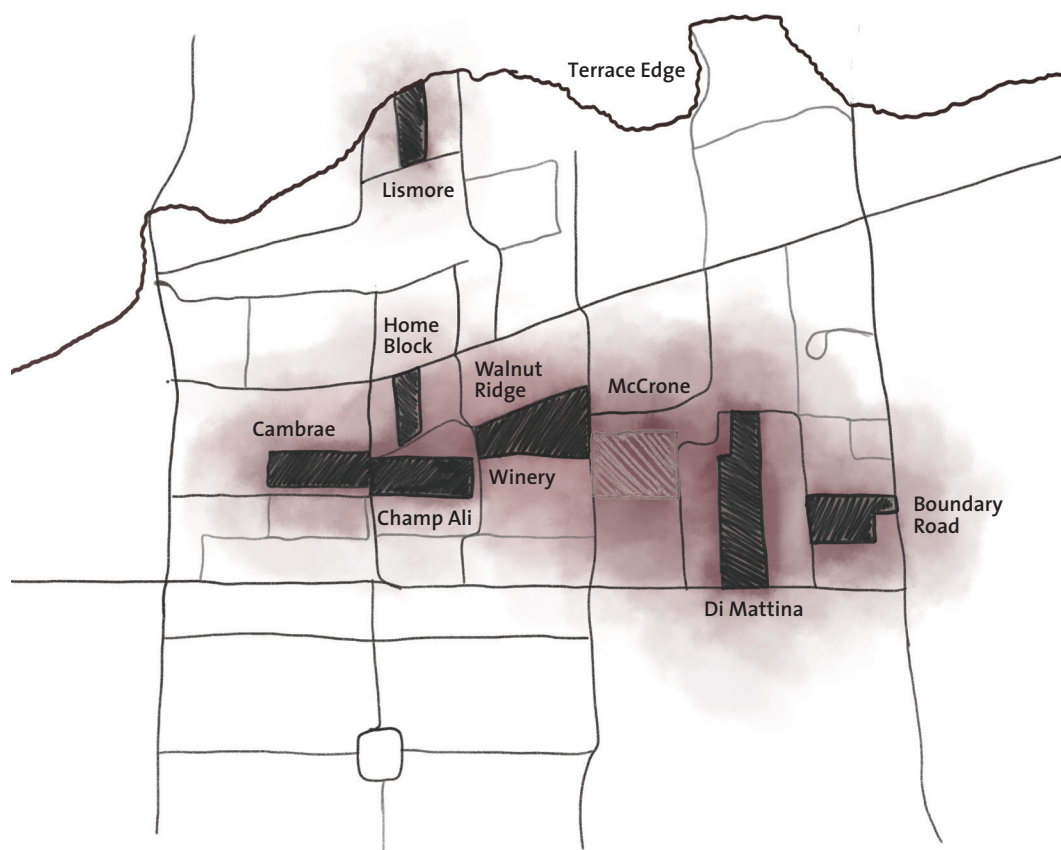 Terrace Edge
Lismore
Home
Block
Walnut
Ridge
McCrone
Cambrae
Winery
Champ Ali
Boundary
Road
Di Mattina